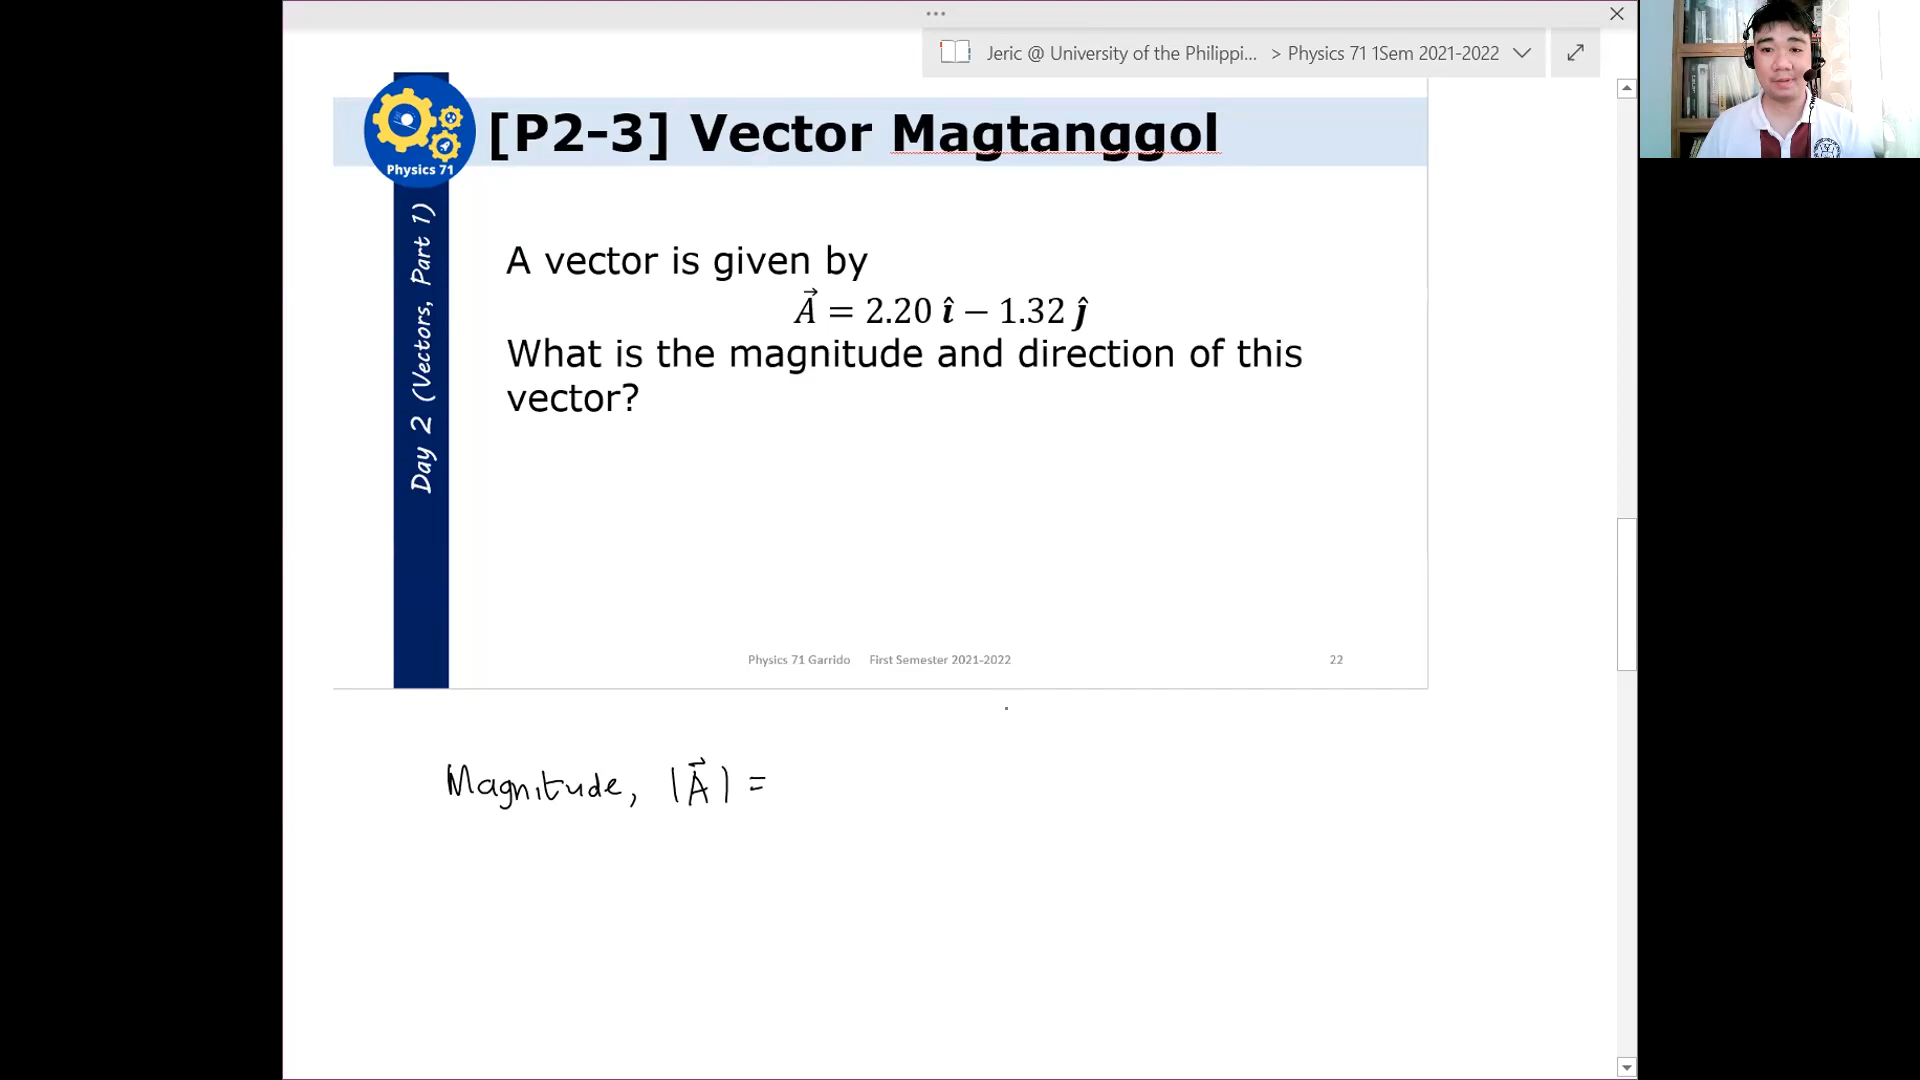 Jeric @ University of the Philippi... > Physics 71 1Sem 2021-2022
[P2-3] Vector Magtanggol
Physics 71
Day 2 (Vectors, Part 1)
A vector is given by
A⃗ = 2.20 î − 1.32 ĵ
What is the magnitude and direction of this
vector?
Physics 71 Garrido First Semester 2021-2022 22
Magnitude, |A⃗| =